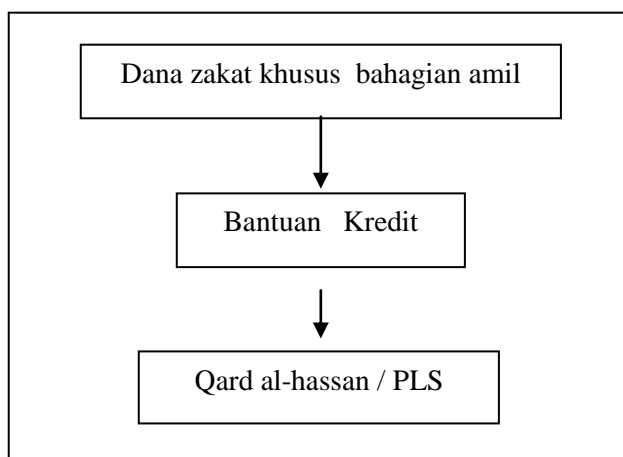 Dana zakat khusus bahagian amil
Bantuan Kredit
Qard al-hassan / PLS